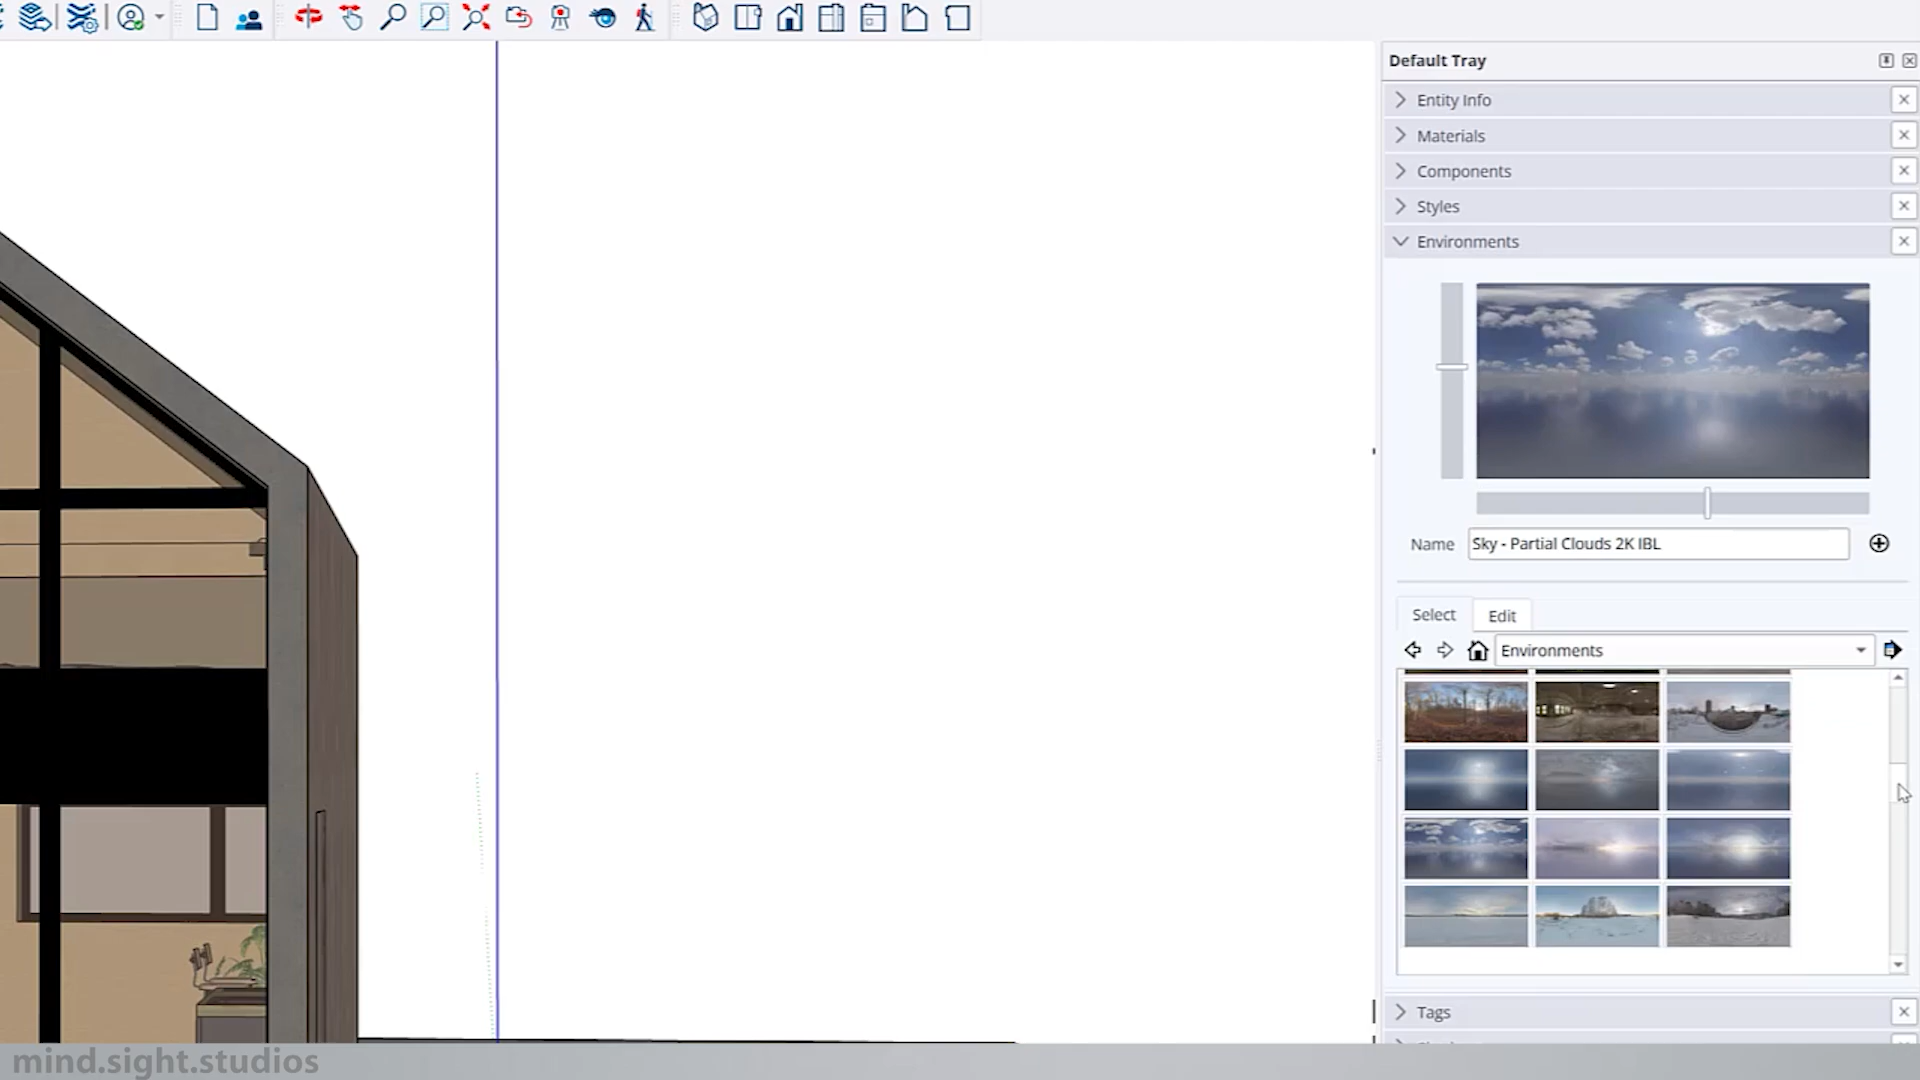 Default Tray
Entity Info
Materials
Components
Styles
Environments
Name Sky - Partial Clouds 2K IBL
Select Edit
Environments
Tags
mind.sight.studios